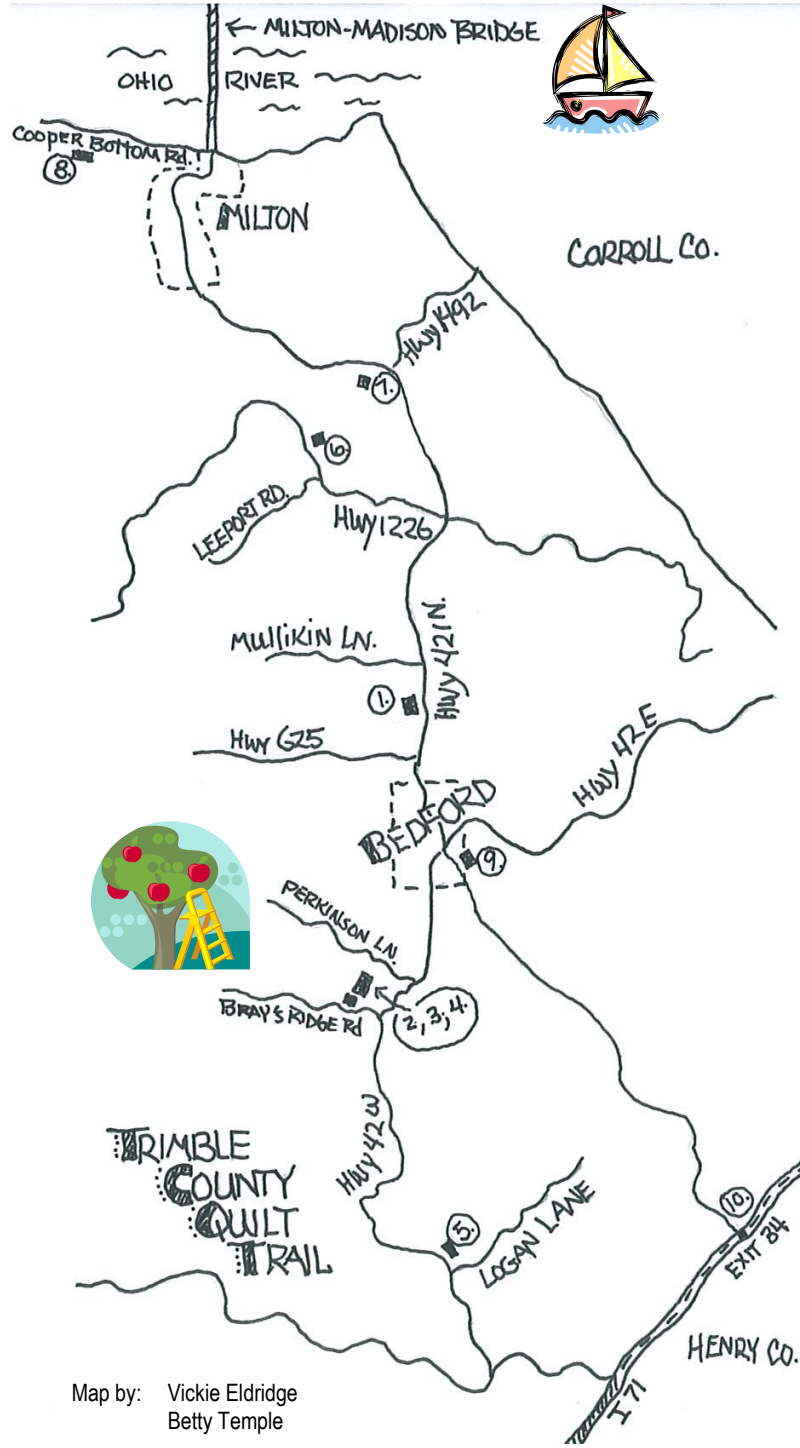 MILTON-MADISON BRIDGE
OHIO RIVER
COOPER BOTTOM Rd.
8.
MILTON
CORROLL CO.
HWY 1492
7.
6.
LEEPORT RD.
HWY 1226
MULLIKIN LN.
HWY 421 N.
1.
HWY 625
HWY 42 E
BEDFORD
9.
PERKINSON LN.
BRAY'S RIDGE Rd
2, 3, 4.
HWY 42 W
TRIMBLE
COUNTY
QUILT
TRAIL
5.
LOGAN LANE
10.
EXIT 34
HENRY CO.
I 71
Map by: Vickie Eldridge
Betty Temple